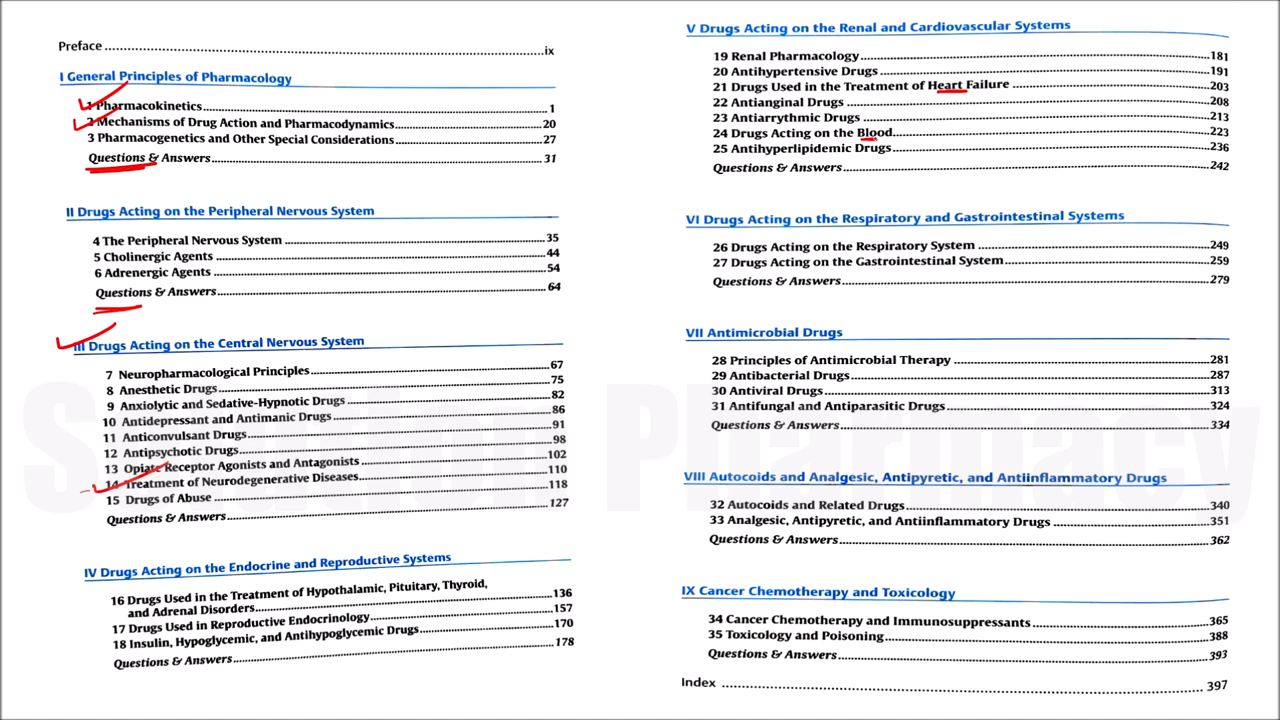 Preface ix
I General Principles of Pharmacology
1 Pharmacokinetics 1
2 Mechanisms of Drug Action and Pharmacodynamics 20
3 Pharmacogenetics and Other Special Considerations 27
Questions & Answers 31
II Drugs Acting on the Peripheral Nervous System
4 The Peripheral Nervous System 35
5 Cholinergic Agents 44
6 Adrenergic Agents 54
Questions & Answers 64
III Drugs Acting on the Central Nervous System
7 Neuropharmacological Principles 67
8 Anesthetic Drugs 75
9 Anxiolytic and Sedative-Hypnotic Drugs 82
10 Antidepressant and Antimanic Drugs 86
11 Anticonvulsant Drugs 91
12 Antipsychotic Drugs 98
13 Opiate Receptor Agonists and Antagonists 102
14 Treatment of Neurodegenerative Diseases 110
15 Drugs of Abuse 118
Questions & Answers 127
IV Drugs Acting on the Endocrine and Reproductive Systems
16 Drugs Used in the Treatment of Hypothalamic, Pituitary, Thyroid,
and Adrenal Disorders 136
17 Drugs Used in Reproductive Endocrinology 157
18 Insulin, Hypoglycemic, and Antihypoglycemic Drugs 170
Questions & Answers 178
V Drugs Acting on the Renal and Cardiovascular Systems
19 Renal Pharmacology 181
20 Antihypertensive Drugs 191
21 Drugs Used in the Treatment of Heart Failure 203
22 Antianginal Drugs 208
23 Antiarrythmic Drugs 213
24 Drugs Acting on the Blood 223
25 Antihyperlipidemic Drugs 236
Questions & Answers 242
VI Drugs Acting on the Respiratory and Gastrointestinal Systems
26 Drugs Acting on the Respiratory System 249
27 Drugs Acting on the Gastrointestinal System 259
Questions & Answers 279
VII Antimicrobial Drugs
28 Principles of Antimicrobial Therapy 281
29 Antibacterial Drugs 287
30 Antiviral Drugs 313
31 Antifungal and Antiparasitic Drugs 324
Questions & Answers 334
VIII Autocoids and Analgesic, Antipyretic, and Antiinflammatory Drugs
32 Autocoids and Related Drugs 340
33 Analgesic, Antipyretic, and Antiinflammatory Drugs 351
Questions & Answers 362
IX Cancer Chemotherapy and Toxicology
34 Cancer Chemotherapy and Immunosuppressants 365
35 Toxicology and Poisoning 388
Questions & Answers 393
Index 397